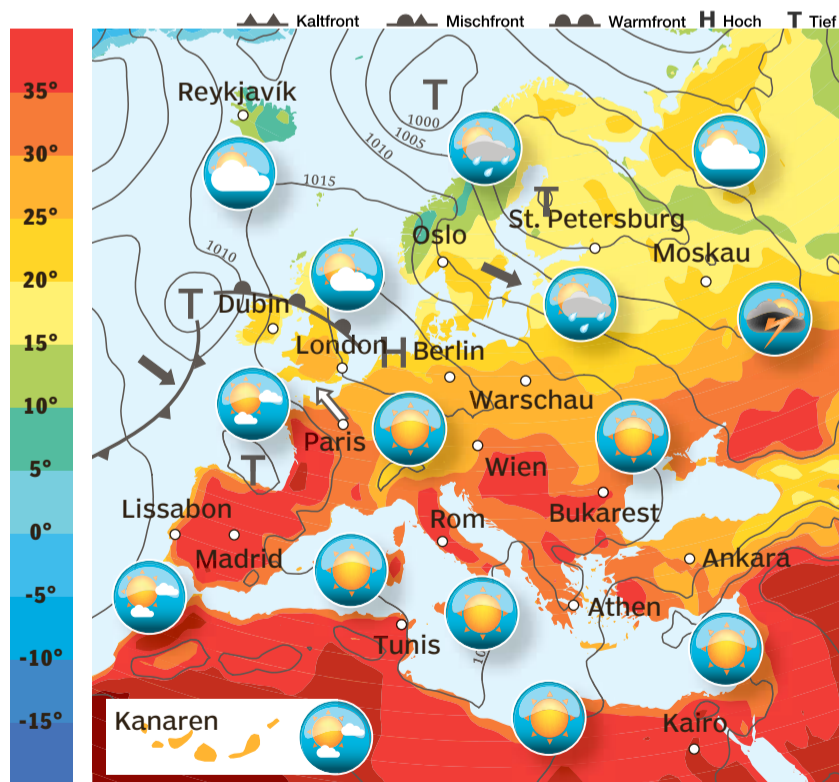 Kaltfront Mischfront Warmfront H Hoch T Tief
35°
30°
25°
20°
15°
10°
5°
0°
-5°
-10°
-15°
T
1000
1005
1010
Reykjavík
1015
T
St. Petersburg
Oslo
Moskau
1010
T
Dubin
London
H
Berlin
Warschau
Paris
Wien
T
Lissabon
Madrid
Rom
Bukarest
Ankara
Athen
Tunis
Kanaren
Kairo